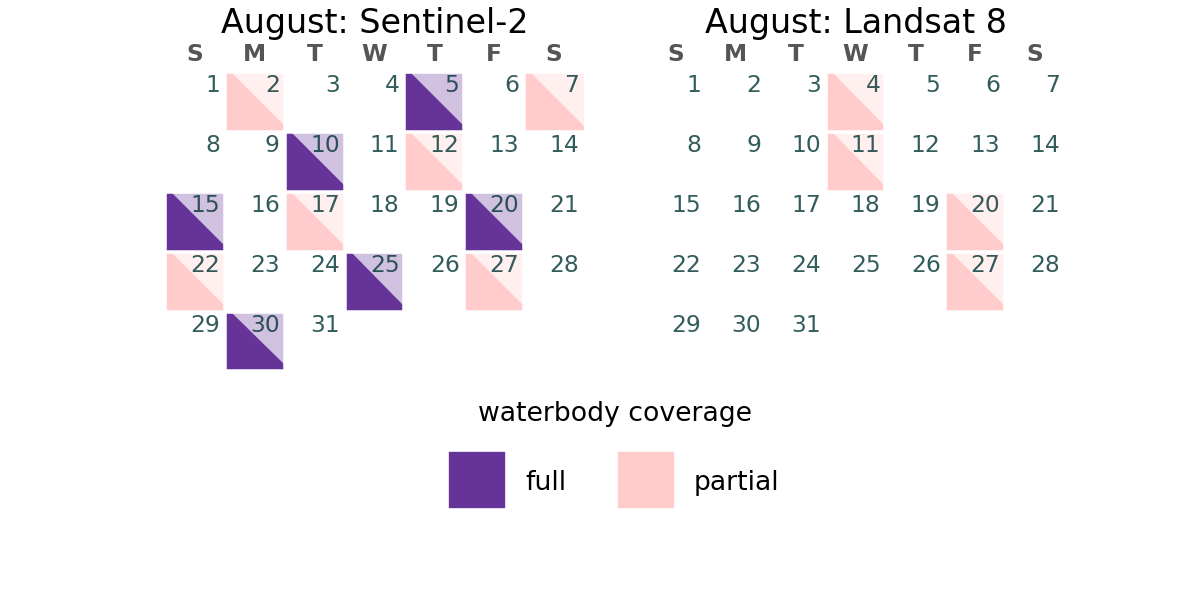 August: Sentinel-2
S M T W T F S
1 2 3 4 5 6 7
8 9 10 11 12 13 14
15 16 17 18 19 20 21
22 23 24 25 26 27 28
29 30 31
August: Landsat 8
S M T W T F S
1 2 3 4 5 6 7
8 9 10 11 12 13 14
15 16 17 18 19 20 21
22 23 24 25 26 27 28
29 30 31
waterbody coverage
full partial